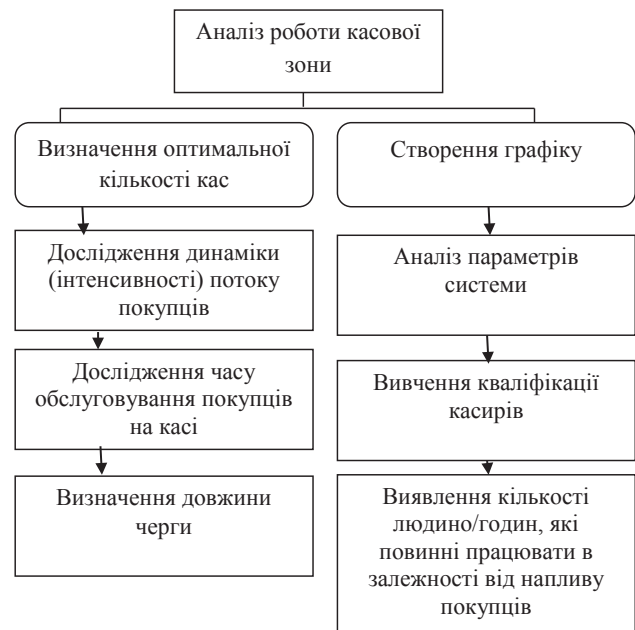 Аналіз роботи касової
зони
Визначення оптимальної
кількості кас
Дослідження динаміки
(інтенсивності) потоку
покупців
Дослідження часу
обслуговування покупців
на касі
Визначення довжини
черги
Створення графіку
Аналіз параметрів
системи
Вивчення кваліфікації
касирів
Виявлення кількості
людино/годин, які
повинні працювати в
залежності від напливу
покупців